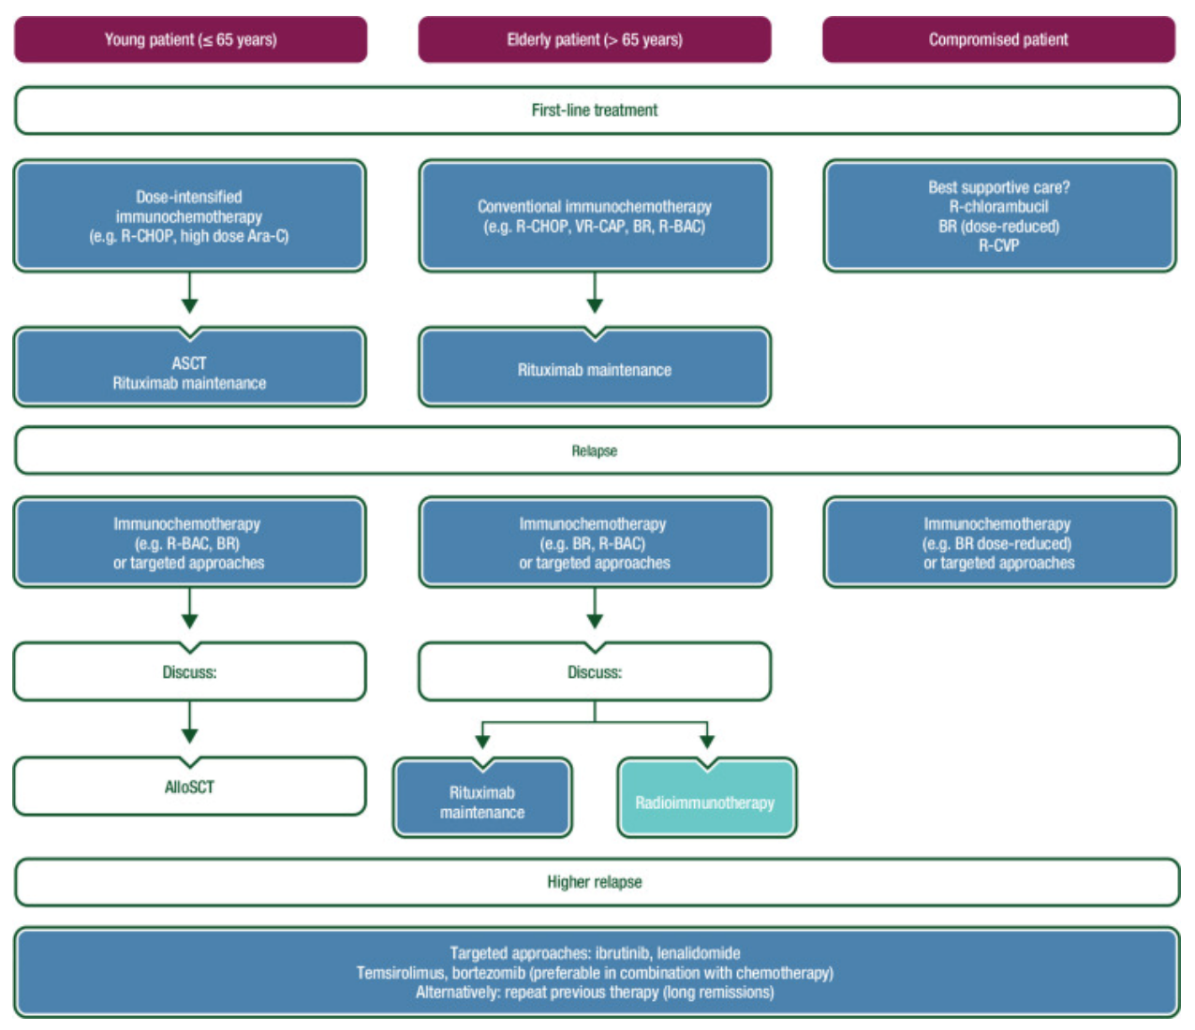 Young patient (≤ 65 years)
Elderly patient (> 65 years)
Compromised patient
First-line treatment
Dose-intensified
immunochemotherapy
(e.g. R-CHOP, high dose Ara-C)
Conventional immunochemotherapy
(e.g. R-CHOP, VR-CAP, BR, R-BAC)
Best supportive care?
R-chlorambucil
BR (dose-reduced)
R-CVP
ASCT
Rituximab maintenance
Rituximab maintenance
Relapse
Immunochemotherapy
(e.g. R-BAC, BR)
or targeted approaches
Immunochemotherapy
(e.g. BR, R-BAC)
or targeted approaches
Immunochemotherapy
(e.g. BR dose-reduced)
or targeted approaches
Discuss:
Discuss:
AlloSCT
Rituximab
maintenance
Radioimmunotherapy
Higher relapse
Targeted approaches: ibrutinib, lenalidomide
Temsirolimus, bortezomib (preferable in combination with chemotherapy)
Alternatively: repeat previous therapy (long remissions)